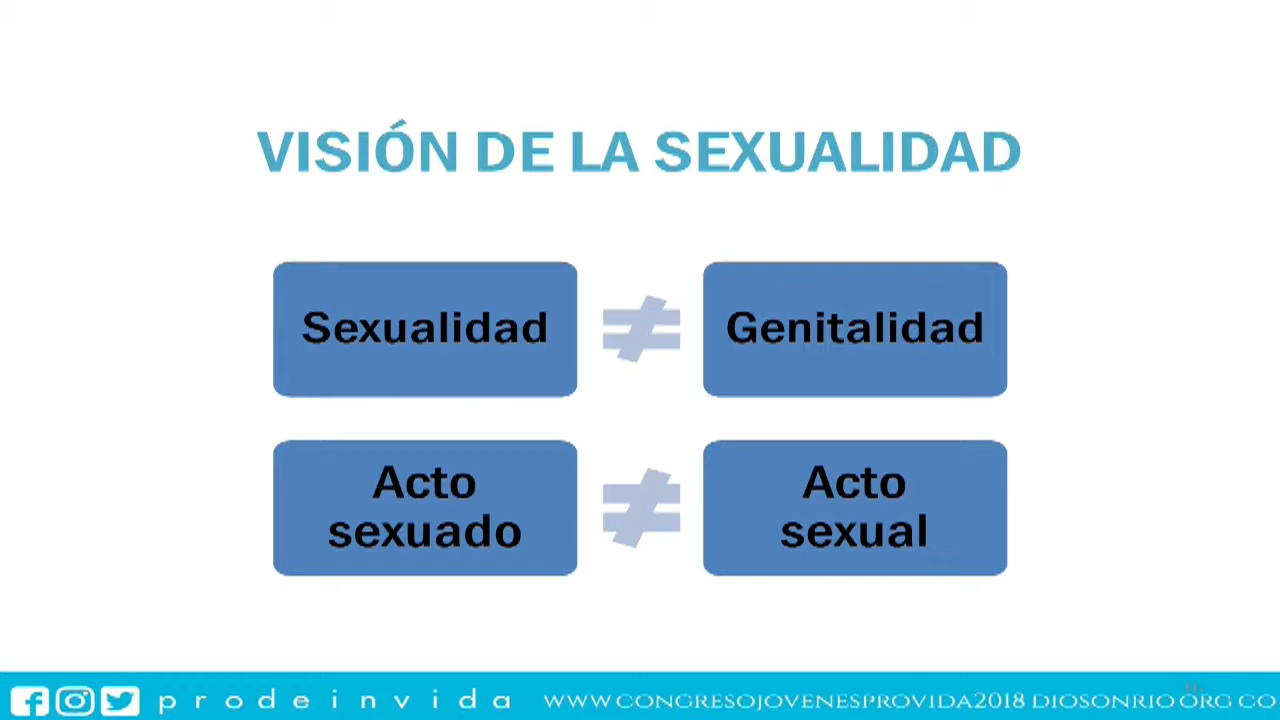 VISIÓN DE LA SEXUALIDAD
Sexualidad ≠ Genitalidad
Acto sexuado ≠ Acto sexual
prodeinvida WWW.CONGRESOJOVENESPROVIDA2018 DIOSONRIO ORG CO